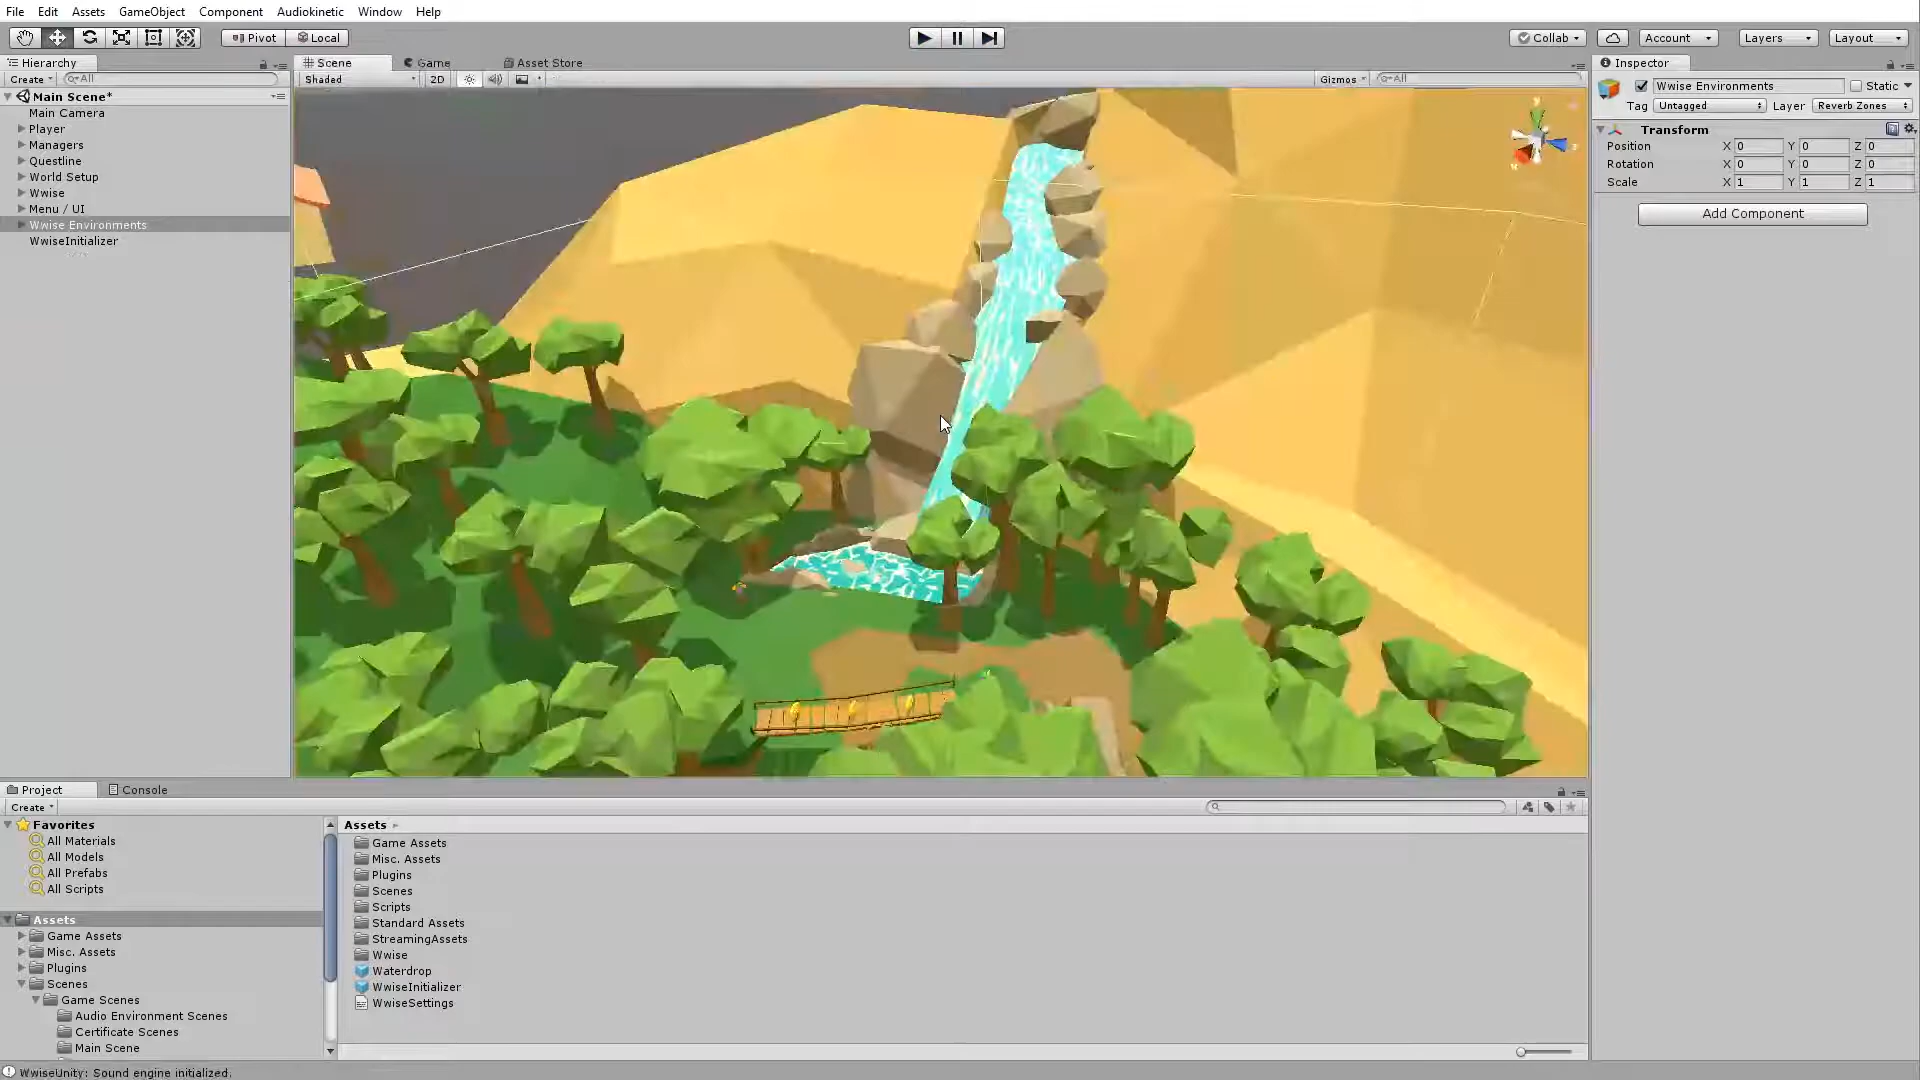 File Edit Assets GameObject Component Audiokinetic Window Help
Pivot Local Collab Account Layers Layout
Hierarchy Scene Game Asset Store Inspector
Create All Shaded 2D Gizmos All
Wwise Environments Static
Tag Untagged Layer Reverb Zones
Main Scene*
Main Camera
Player
Managers
Questline
World Setup
Wwise
Menu / UI
Wwise Environments
WwiseInitializer
Transform
Position X 0 Y 0 Z 0
Rotation X 0 Y 0 Z 0
Scale X 1 Y 1 Z 1
Add Component
Project Console
Create
Favorites
All Materials
All Models
All Prefabs
All Scripts
Assets
Game Assets
Misc. Assets
Plugins
Scenes
Game Scenes
Audio Environment Scenes
Certificate Scenes
Main Scene
Assets
Game Assets
Misc. Assets
Plugins
Scenes
Scripts
Standard Assets
StreamingAssets
Wwise
Waterdrop
WwiseInitializer
WwiseSettings
WwiseUnity: Sound engine initialized.